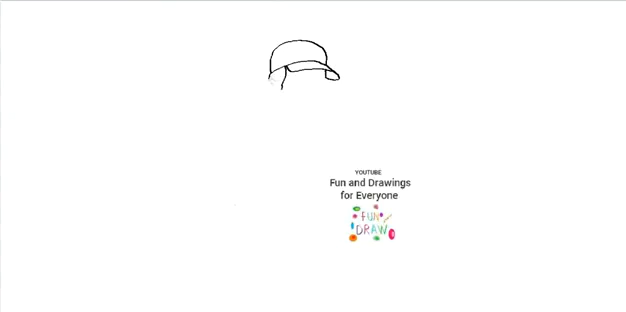 YOUTUBE
Fun and Drawings
for Everyone
FUN
DRAW